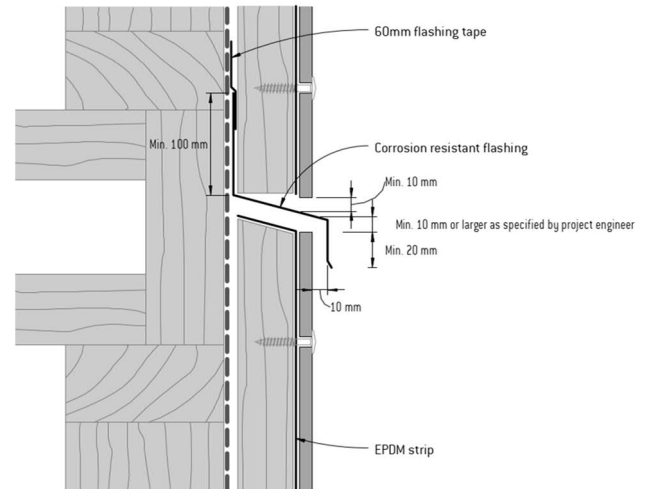 60mm flashing tape
Min. 100 mm
Corrosion resistant flashing
Min. 10 mm
Min. 10 mm or larger as specified by project engineer
Min. 20 mm
10 mm
EPDM strip